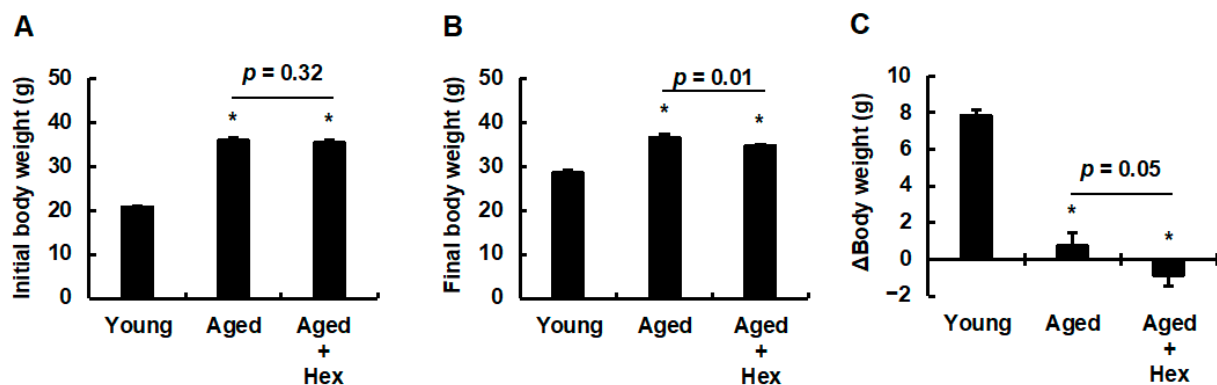 A
Initial body weight (g)
50
40
30
20
10
0
p = 0.32
*
*
Young
Aged
Aged
+
Hex
B
Final body weight (g)
50
40
30
20
10
0
p = 0.01
*
*
Young
Aged
Aged
+
Hex
C
ΔBody weight (g)
10
8
6
4
2
0
−2
p = 0.05
*
*
Young
Aged
Aged
+
Hex